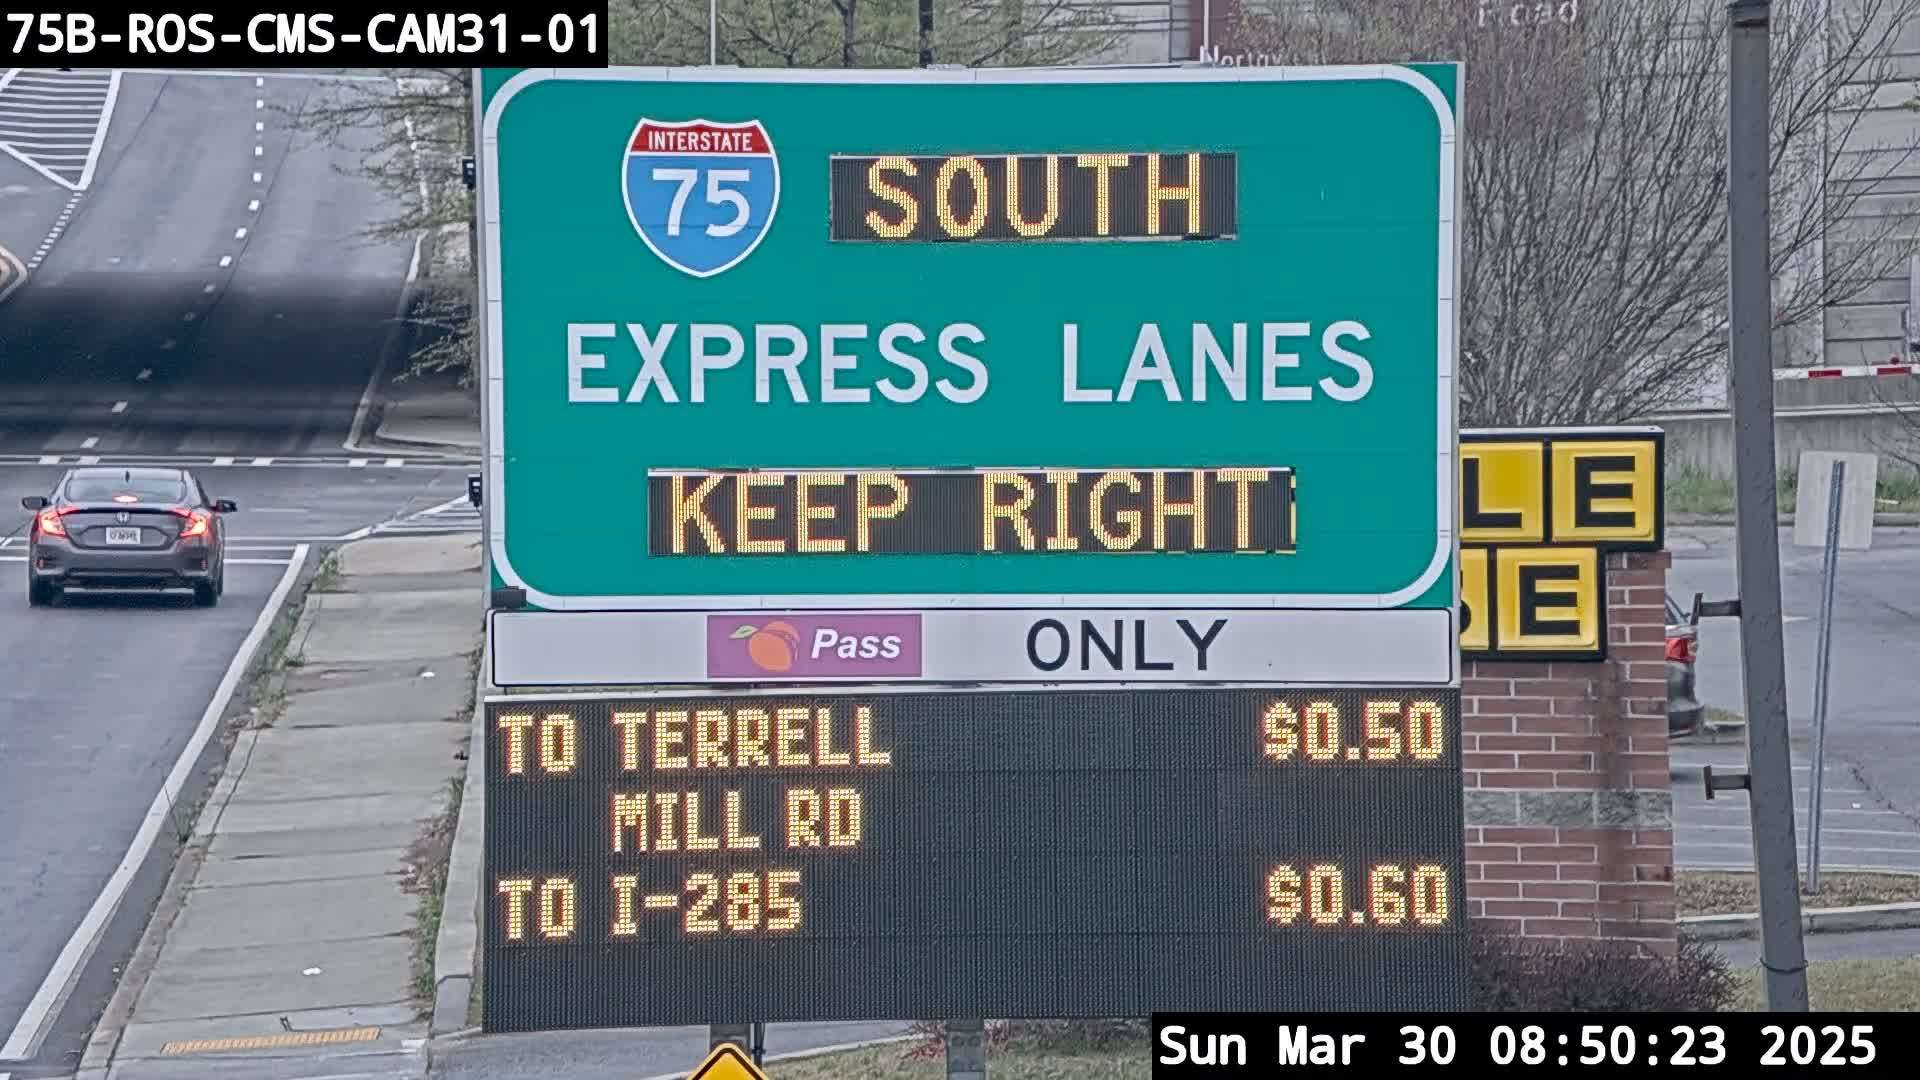 75B-ROS-CMS-CAM31-01
INTERSTATE
75
SOUTH
EXPRESS LANES
KEEP RIGHT
Pass ONLY
TO TERRELL $0.50
MILL RD
TO I-285 $0.60
LE
E
Sun Mar 30 08:50:23 2025